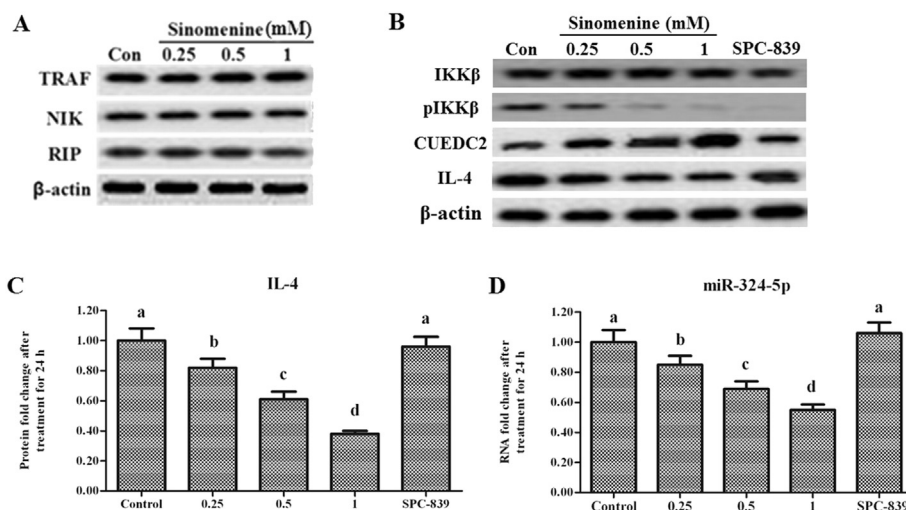 A
Sinomenine (mM)
Con 0.25 0.5 1
TRAF
NIK
RIP
β-actin
B
Sinomenine (mM)
Con 0.25 0.5 1 SPC-839
IKKβ
pIKKβ
CUEDC2
IL-4
β-actin
C
IL-4
Protein fold change after
treatment for 24 h
1.20
1.00
0.80
0.60
0.40
0.20
0.00
a
b
c
d
a
Control 0.25 0.5 1 SPC-839
D
miR-324-5p
RNA fold change after
treatment for 24 h
1.20
1.00
0.80
0.60
0.40
0.20
0.00
a
b
c
d
a
Control 0.25 0.5 1 SPC-839